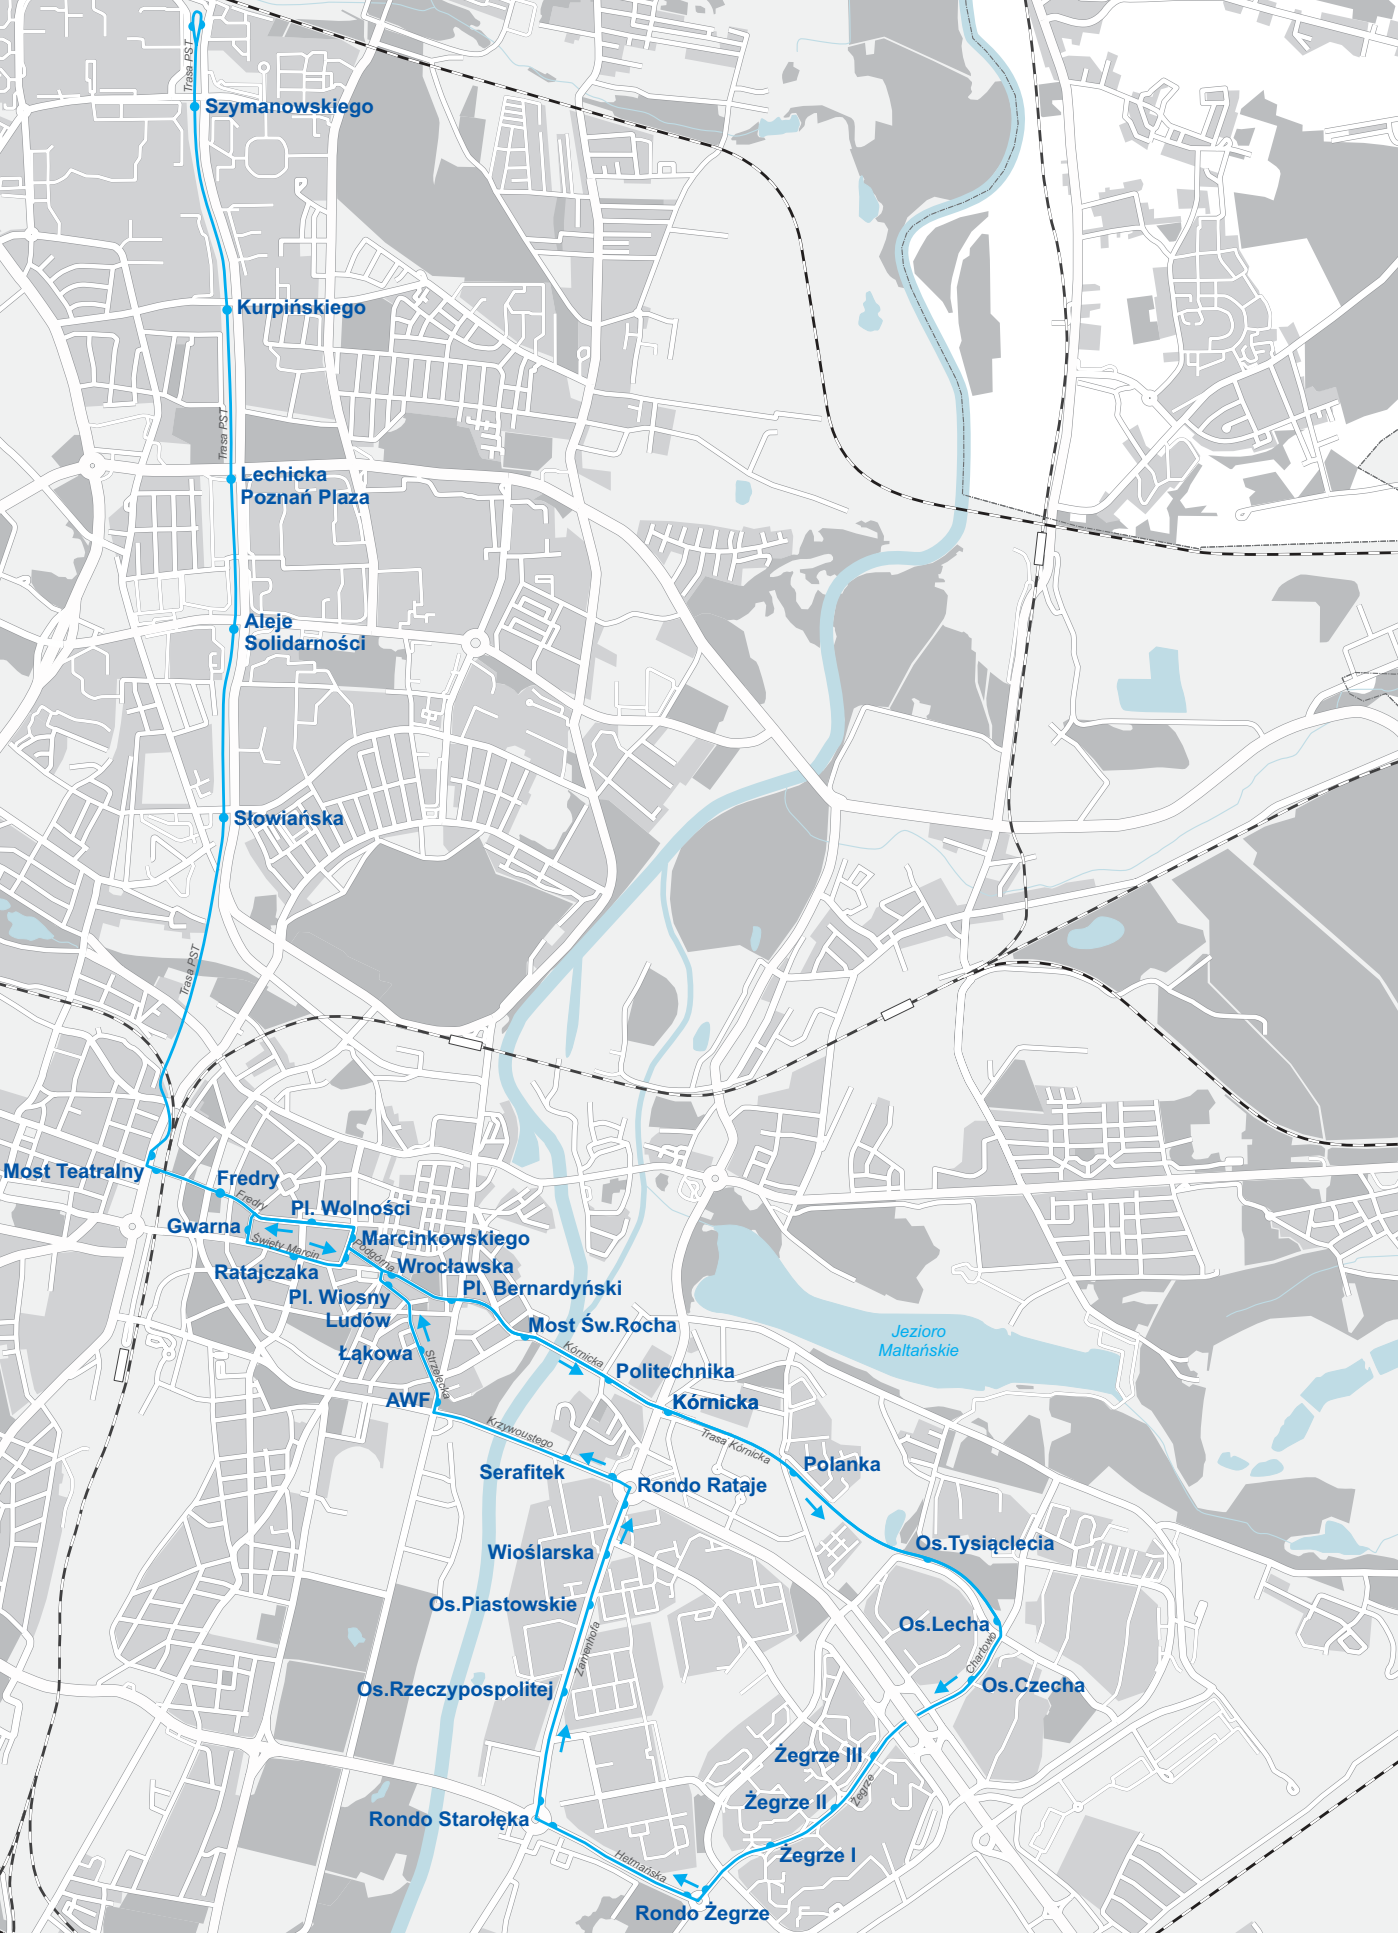 Trasa PST
Szymanowskiego
Kurpińskiego
Trasa PST
Lechicka
Poznań Plaza
Aleje
Solidarności
Słowiańska
Trasa PST
Most Teatralny
Fredry
Fredry
Pl. Wolności
Gwarna
Marcinkowskiego
Święty Marcin
Podgórna
Ratajczaka
Wrocławska
Pl. Wiosny
Ludów
Pl. Bernardyński
Most Św.Rocha
Jezioro
Maltańskie
Łąkowa
Strzelecka
Kórnicka
Politechnika
AWF
Kórnicka
Krzywoustego
Trasa Kórnicka
Serafitek
Polanka
Rondo Rataje
Wioślarska
Os.Tysiąclecia
Os.Piastowskie
Zamenhofa
Os.Lecha
Chartowo
Os.Rzeczypospolitej
Os.Czecha
Żegrze III
Żegrze II
Żegrze
Rondo Starołęka
Żegrze I
Hetmańska
Rondo Żegrze